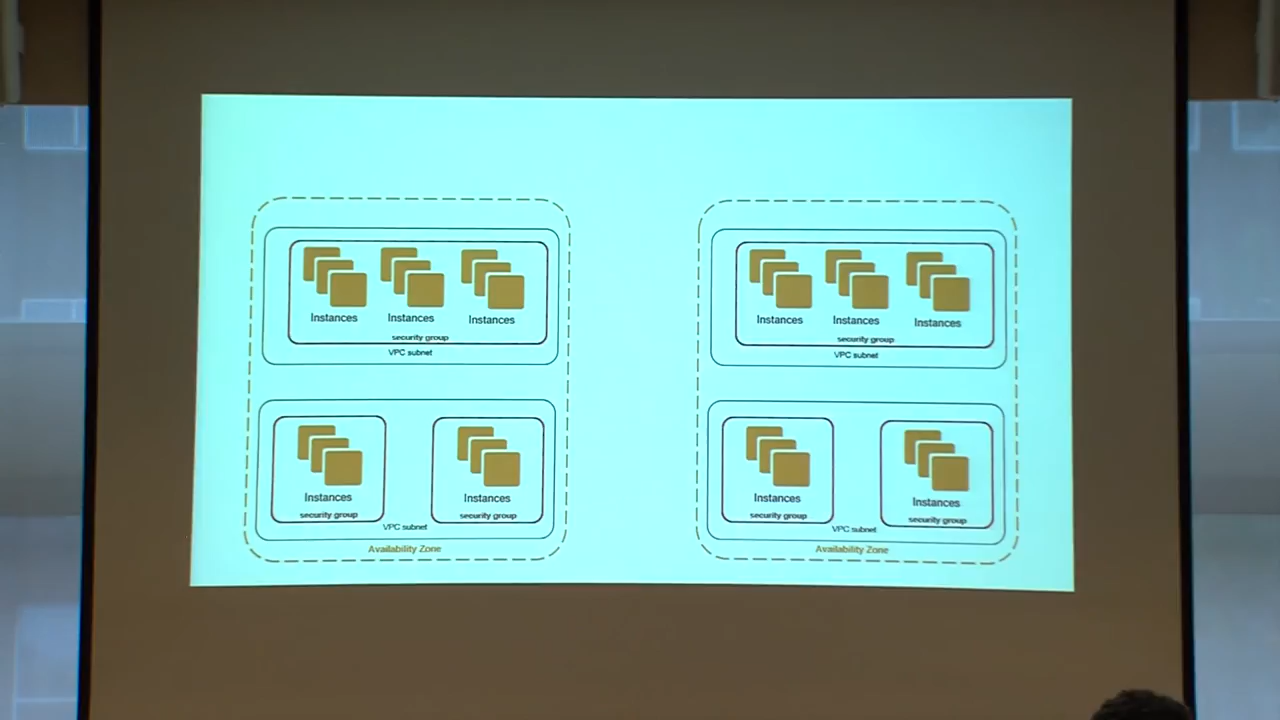 Instances Instances Instances
security group
VPC subnet
Instances Instances
security group security group
VPC subnet
Availability Zone
Instances Instances Instances
security group
VPC subnet
Instances Instances
security group security group
VPC subnet
Availability Zone